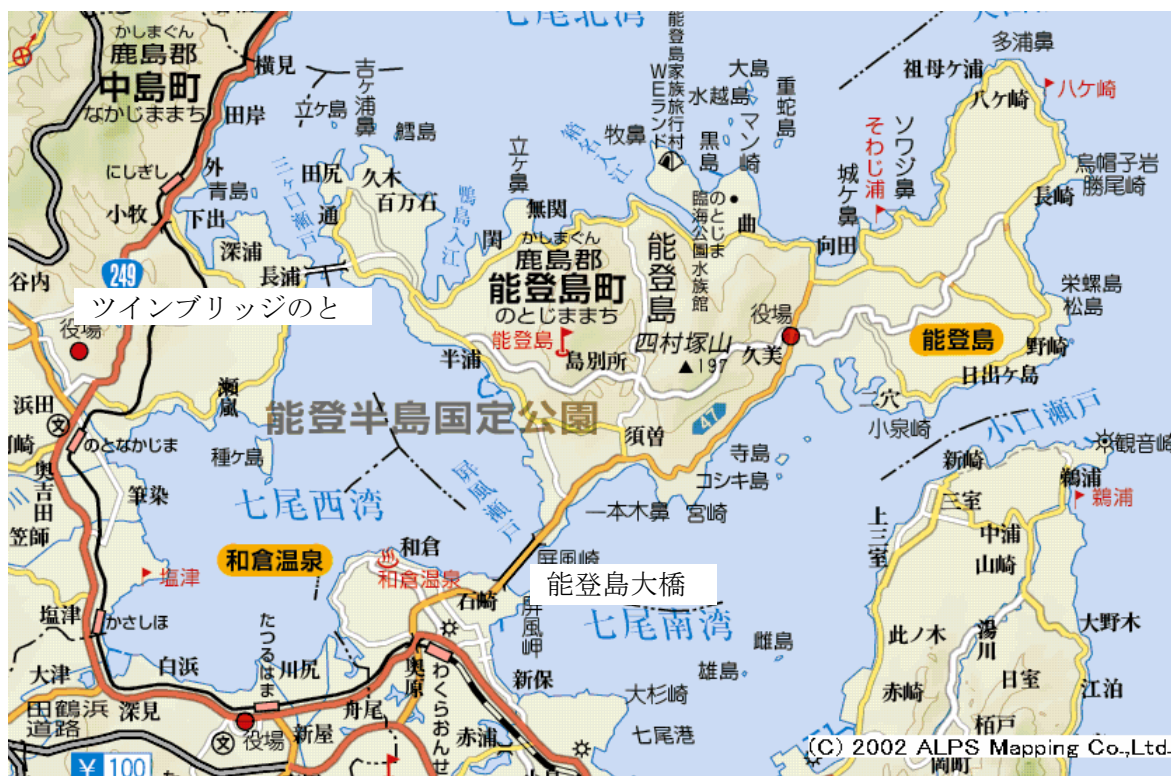 七尾北湾
かしまぐん
鹿島郡
中島町
なかじままち
横見
田岸
外
にしぎし
小牧
下出
青島
深浦
長浦
三ヶ口瀬戸
通
田尻
立ヶ島
吉ヶ浦鼻
鱈島
久木
百万石
鴨島入江
立ヶ鼻
無関
閨
かしまぐん
鹿島郡
能登島町
のとじままち
能登島
能登島
島別所
四村塚山
▲197
牧鼻
箱名入江
能登島家族旅行村
WEランド
大島
水越島
黒島
マン崎
重蛇島
のとじま
臨海公園水族館
曲
城ヶ鼻
向田
そわじ浦
ソワジ鼻
祖母ケ浦
多浦鼻
八ケ崎
八ケ崎
烏帽子岩
勝尾崎
長崎
栄螺島
松島
能登島
野崎
日出ケ島
二穴
小泉崎
小口瀬戸
役場
久美
47
須曽
半浦
寺島
コシキ島
宮崎
一本木鼻
屏風瀬戸
屏風崎
能登島大橋
屏風岬
七尾南湾
雌島
雄島
大杉崎
七尾港
新保
249
谷内
ツインブリッジのと
役場
瀬嵐
浜田
文
のとなかじま
種ケ島
能登半島国定公園
七尾西湾
奥吉田
川
筆染
笠師
塩津
塩津
かさしほ
和倉温泉
和倉
和倉温泉
石崎
大津
白浜
たつるはま
川尻
田鶴浜
道路
深見
文
役場
新屋
舟尾
奥原
わくらおんせ
赤浦
¥100
新崎
観音崎
鵜浦
鵜浦
三室
上三室
中浦
山崎
此ノ木
湯川
大野木
赤崎
日室
江泊
栢戸
岡町
(C) 2002 ALPS Mapping Co.,Ltd.